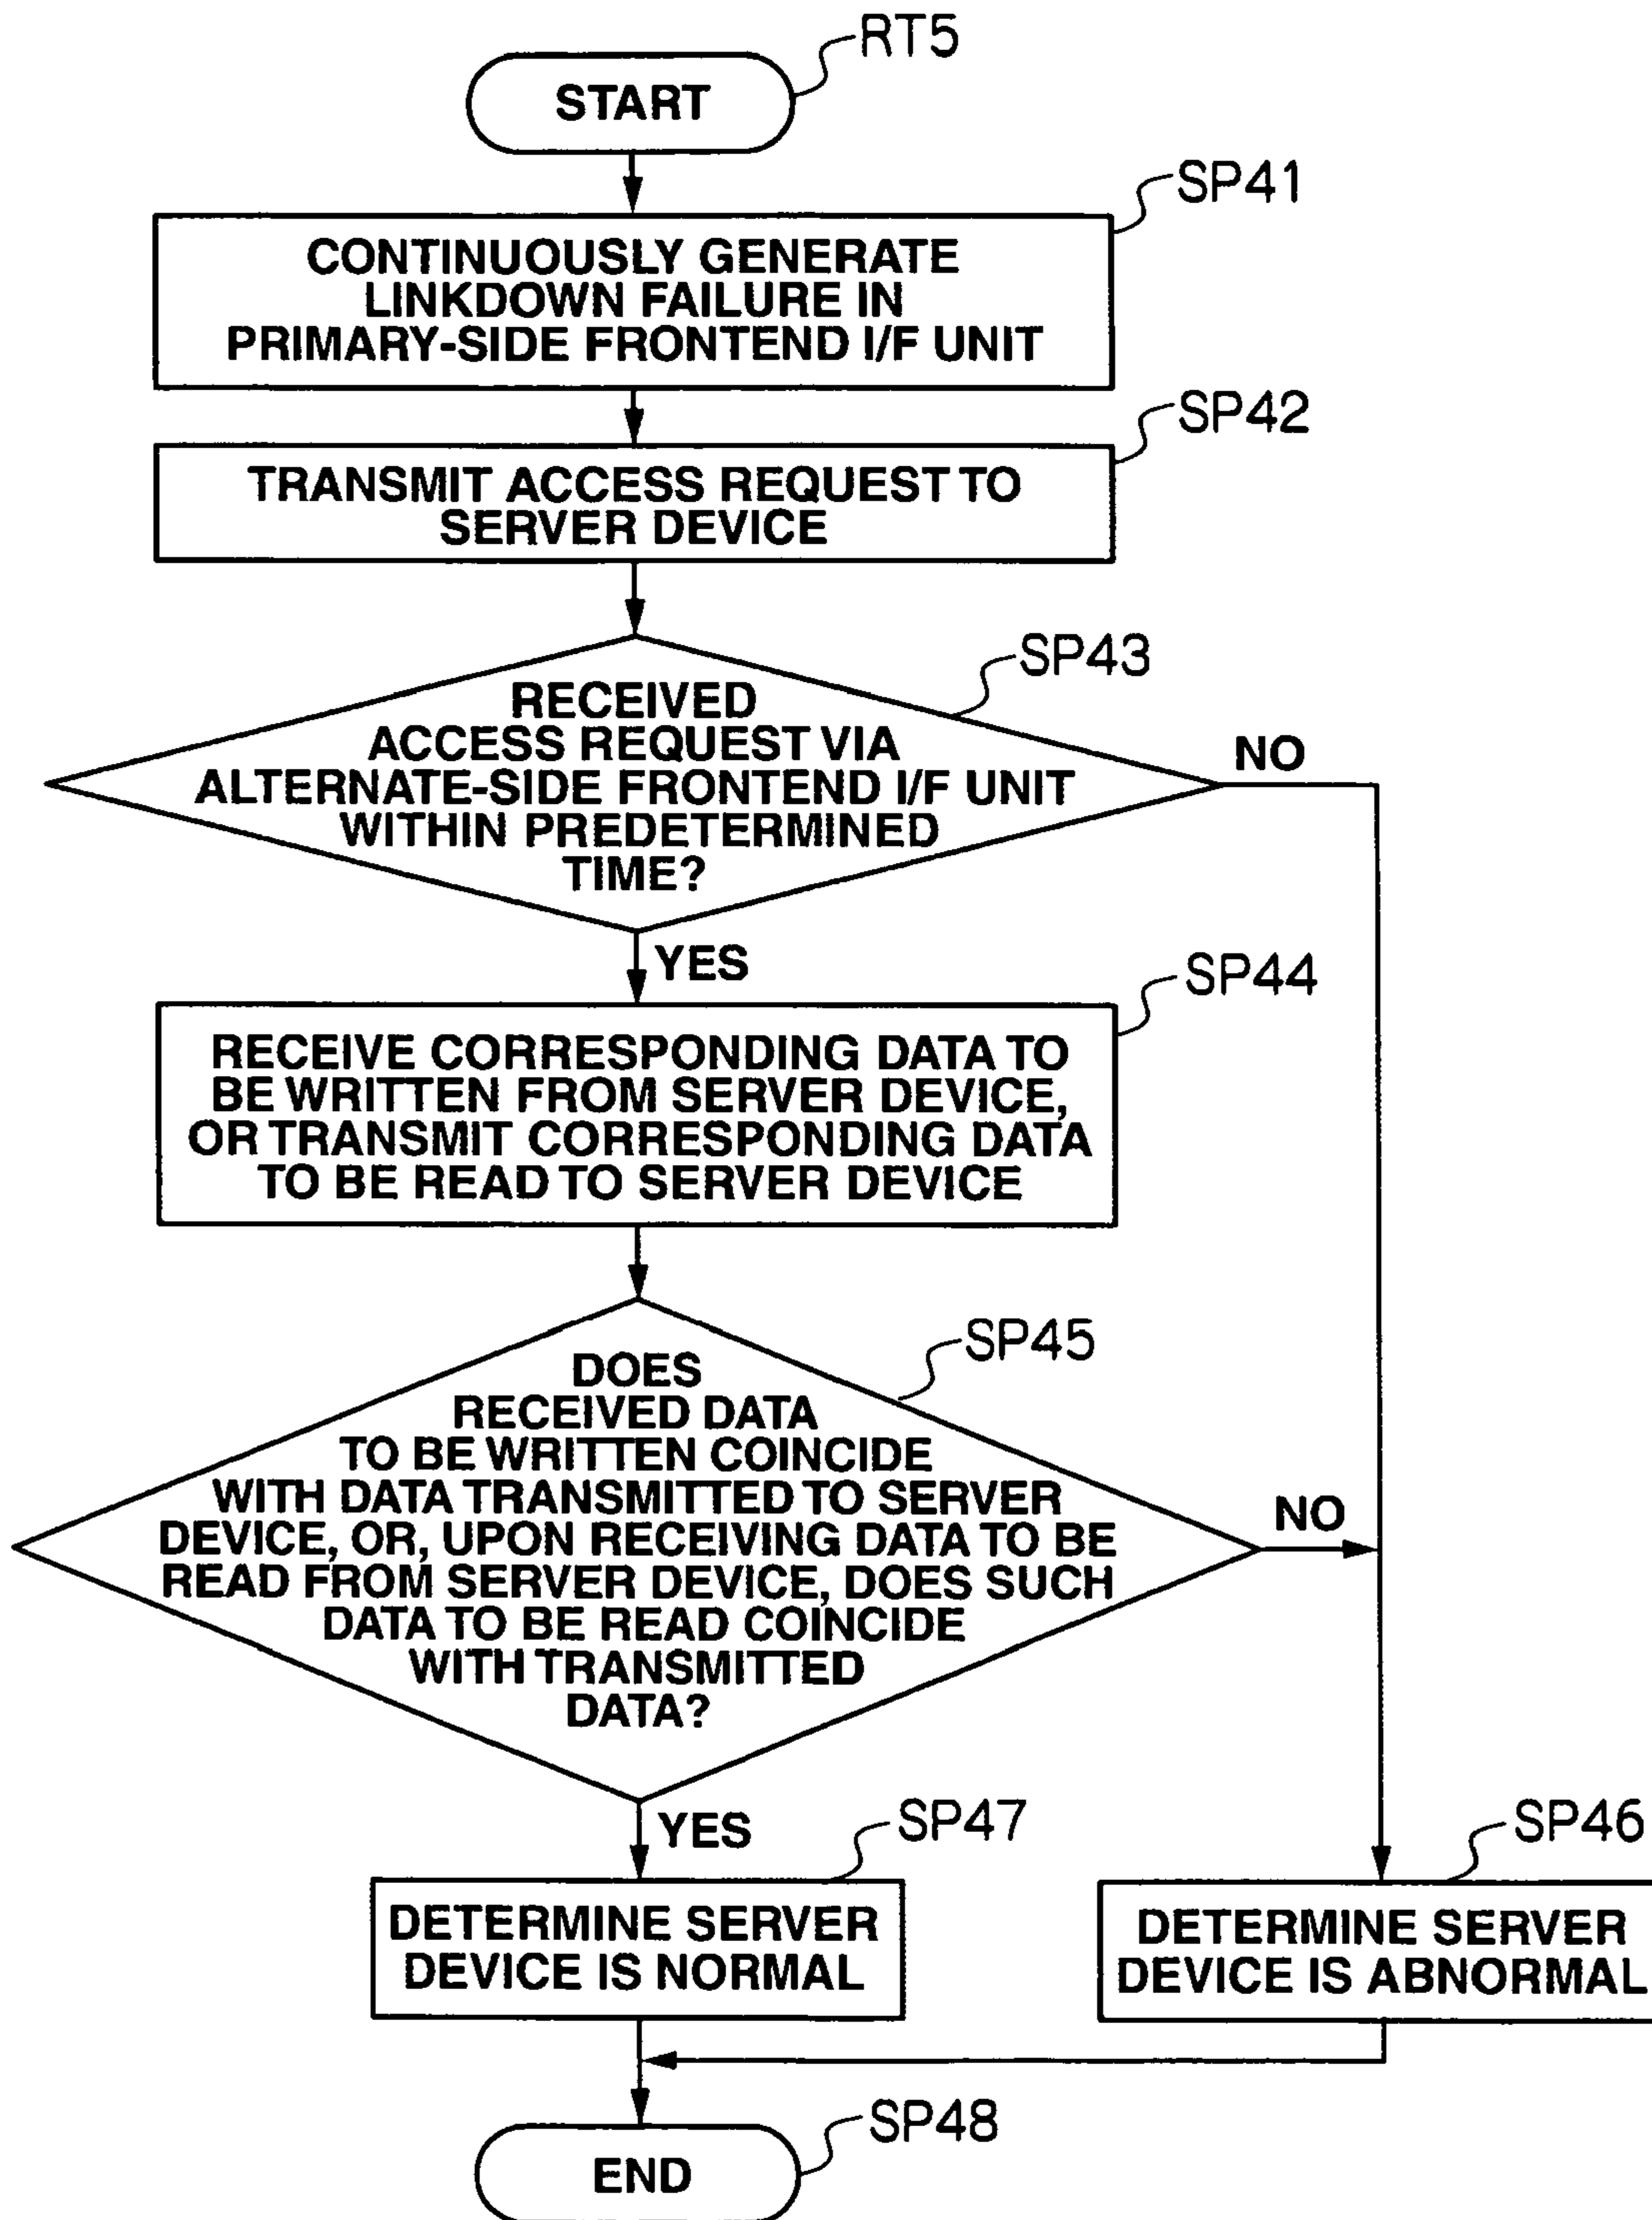 RT5
START
SP41
CONTINUOUSLY GENERATE
LINKDOWN FAILURE IN
PRIMARY-SIDE FRONTEND I/F UNIT
SP42
TRANSMIT ACCESS REQUEST TO
SERVER DEVICE
SP43
RECEIVED
ACCESS REQUEST VIA
ALTERNATE-SIDE FRONTEND I/F UNIT
WITHIN PREDETERMINED
TIME?
NO
YES
SP44
RECEIVE CORRESPONDING DATA TO
BE WRITTEN FROM SERVER DEVICE,
OR TRANSMIT CORRESPONDING DATA
TO BE READ TO SERVER DEVICE
SP45
DOES
RECEIVED DATA
TO BE WRITTEN COINCIDE
WITH DATA TRANSMITTED TO SERVER
DEVICE, OR, UPON RECEIVING DATA TO BE
READ FROM SERVER DEVICE, DOES SUCH
DATA TO BE READ COINCIDE
WITH TRANSMITTED
DATA?
NO
YES
SP47
DETERMINE SERVER
DEVICE IS NORMAL
SP46
DETERMINE SERVER
DEVICE IS ABNORMAL
SP48
END